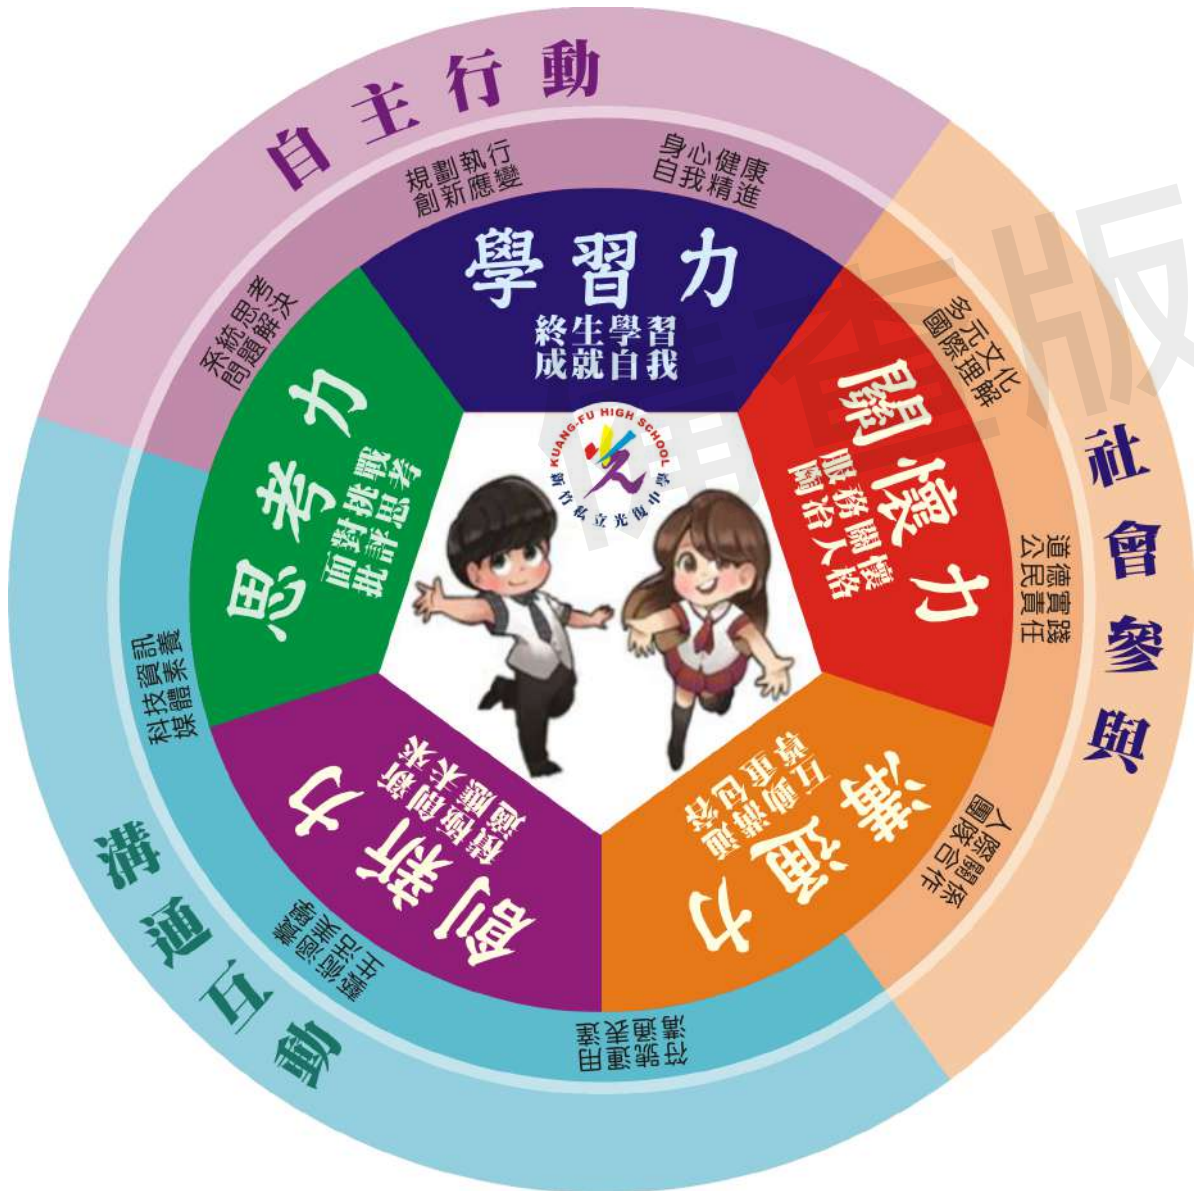 自主行動
規劃執行
創新應變
身心健康
自我精進
系統思考
問題解決
學習力
終生學習
成就自我
思考力
面對挑戰
批評思考
關懷力
服務關懷
陶冶人格
多元文化
國際理解
社會參與
道德實踐
公民責任
人際關係
團隊合作
溝通力
互動溝通
尊重包容
創新力
積極創新
適應未來
科技資訊
媒體素養
藝術涵養
生活美學
符號運用
溝通表達
溝通互動
KUANG-FU HIGH SCHOOL
新竹私立光復中學
備查版